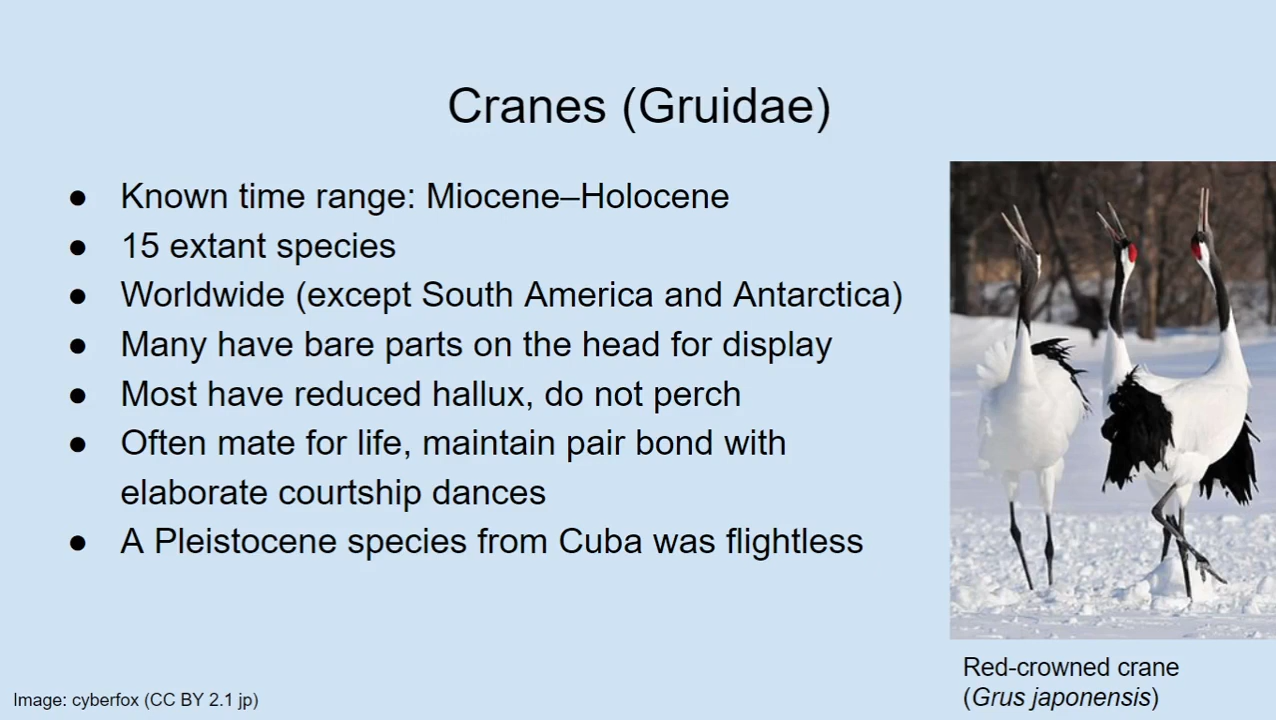 Cranes (Gruidae)
● Known time range: Miocene–Holocene
● 15 extant species
● Worldwide (except South America and Antarctica)
● Many have bare parts on the head for display
● Most have reduced hallux, do not perch
● Often mate for life, maintain pair bond with
elaborate courtship dances
● A Pleistocene species from Cuba was flightless
Red-crowned crane
(Grus japonensis)
Image: cyberfox (CC BY 2.1 jp)